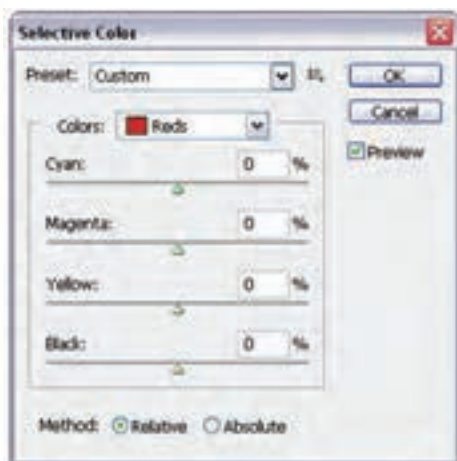 Selective Color
Preset: Custom
OK
Cancel
Preview
Colors: Reds
Cyan: 0 %
Magenta: 0 %
Yellow: 0 %
Black: 0 %
Method: Relative Absolute